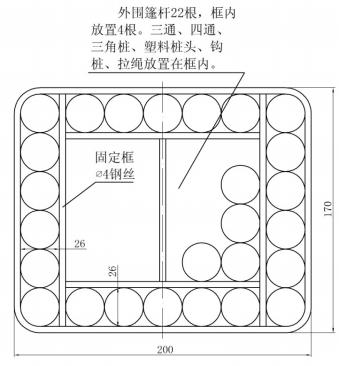 外围篷杆22根，框内
放置4根。三通、四通、
三角桩、塑料桩头、钩
桩、拉绳放置在框内。
固定框
⌀4钢丝
26
26
170
200